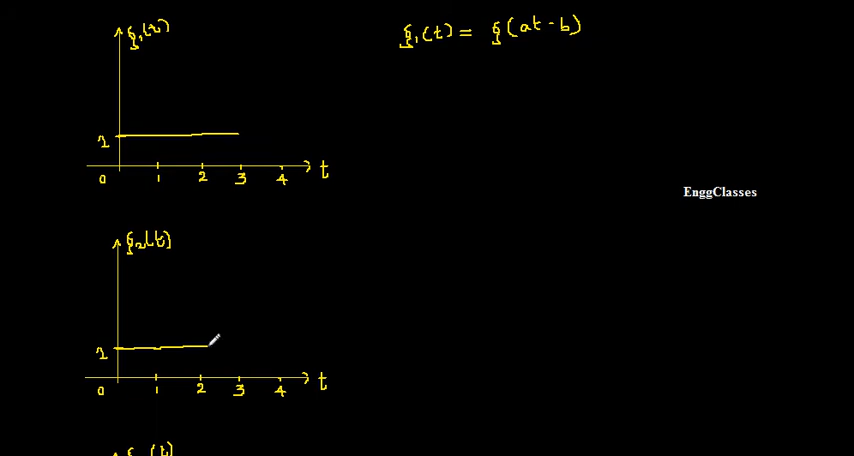 g₁(t)
g₁(t) = g(at - b)
1
0 1 2 3 4 t
EnggClasses
g₂(t)
1
0 1 2 3 4 t
(t)